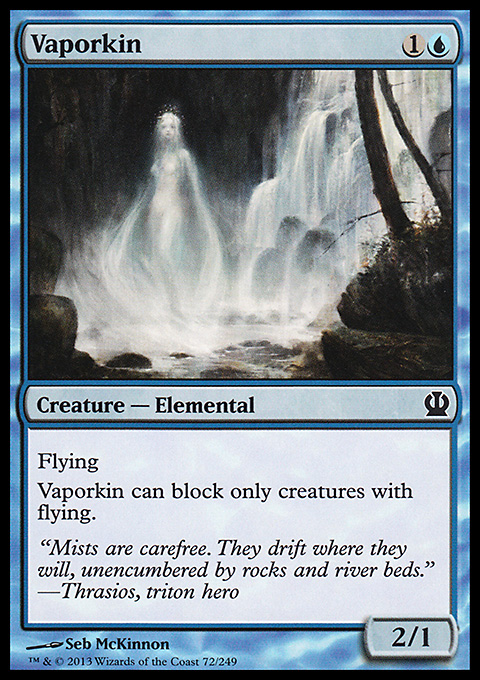 Vaporkin 1
Creature — Elemental
Flying
Vaporkin can block only creatures with
flying.
“Mists are carefree. They drift where they
will, unencumbered by rocks and river beds.”
—Thrasios, triton hero
2/1
Seb McKinnon
™ & © 2013 Wizards of the Coast 72/249